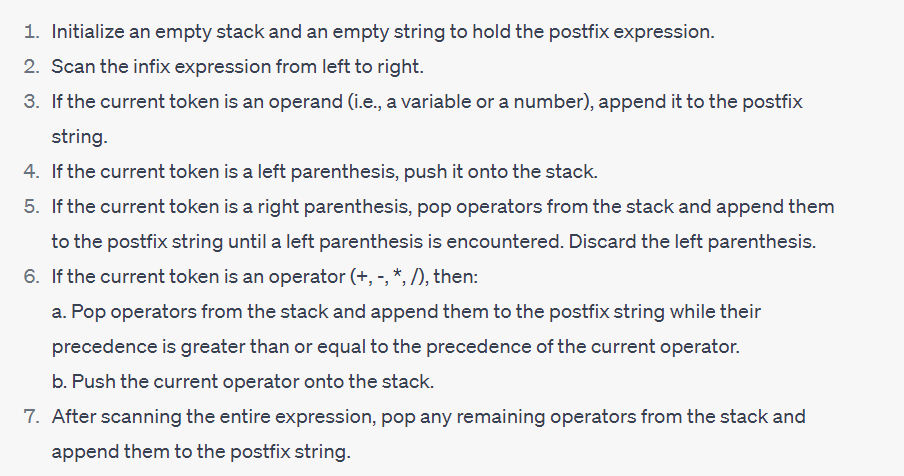 1. Initialize an empty stack and an empty string to hold the postfix expression.
2. Scan the infix expression from left to right.
3. If the current token is an operand (i.e., a variable or a number), append it to the postfix
string.
4. If the current token is a left parenthesis, push it onto the stack.
5. If the current token is a right parenthesis, pop operators from the stack and append them
to the postfix string until a left parenthesis is encountered. Discard the left parenthesis.
6. If the current token is an operator (+, -, *, /), then:
a. Pop operators from the stack and append them to the postfix string while their
precedence is greater than or equal to the precedence of the current operator.
b. Push the current operator onto the stack.
7. After scanning the entire expression, pop any remaining operators from the stack and
append them to the postfix string.